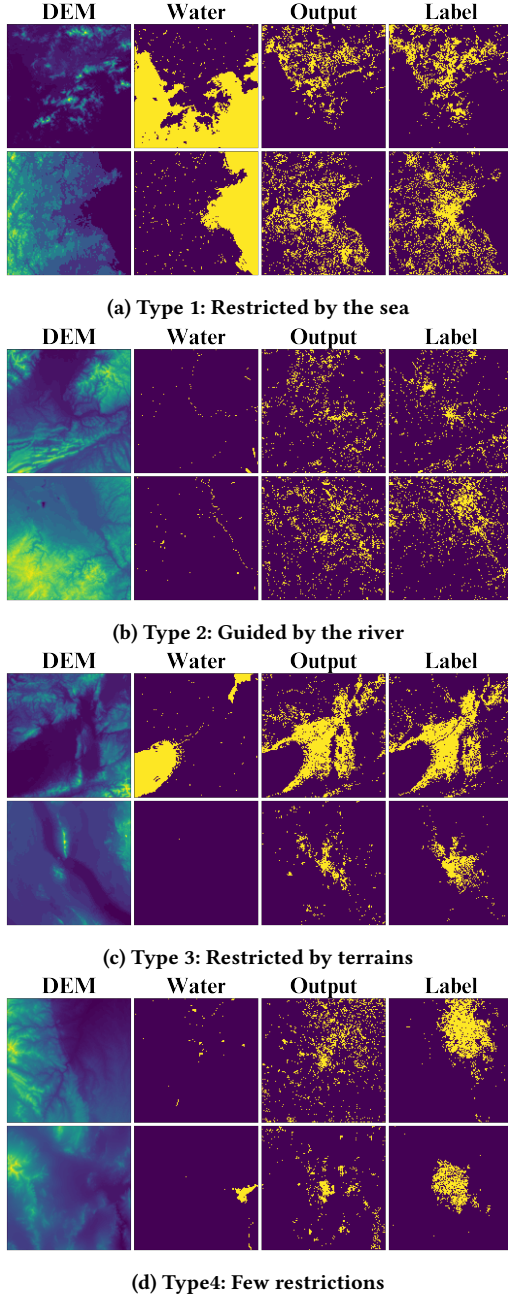 DEM Water Output Label
(a) Type 1: Restricted by the sea
DEM Water Output Label
(b) Type 2: Guided by the river
DEM Water Output Label
(c) Type 3: Restricted by terrains
DEM Water Output Label
(d) Type4: Few restrictions